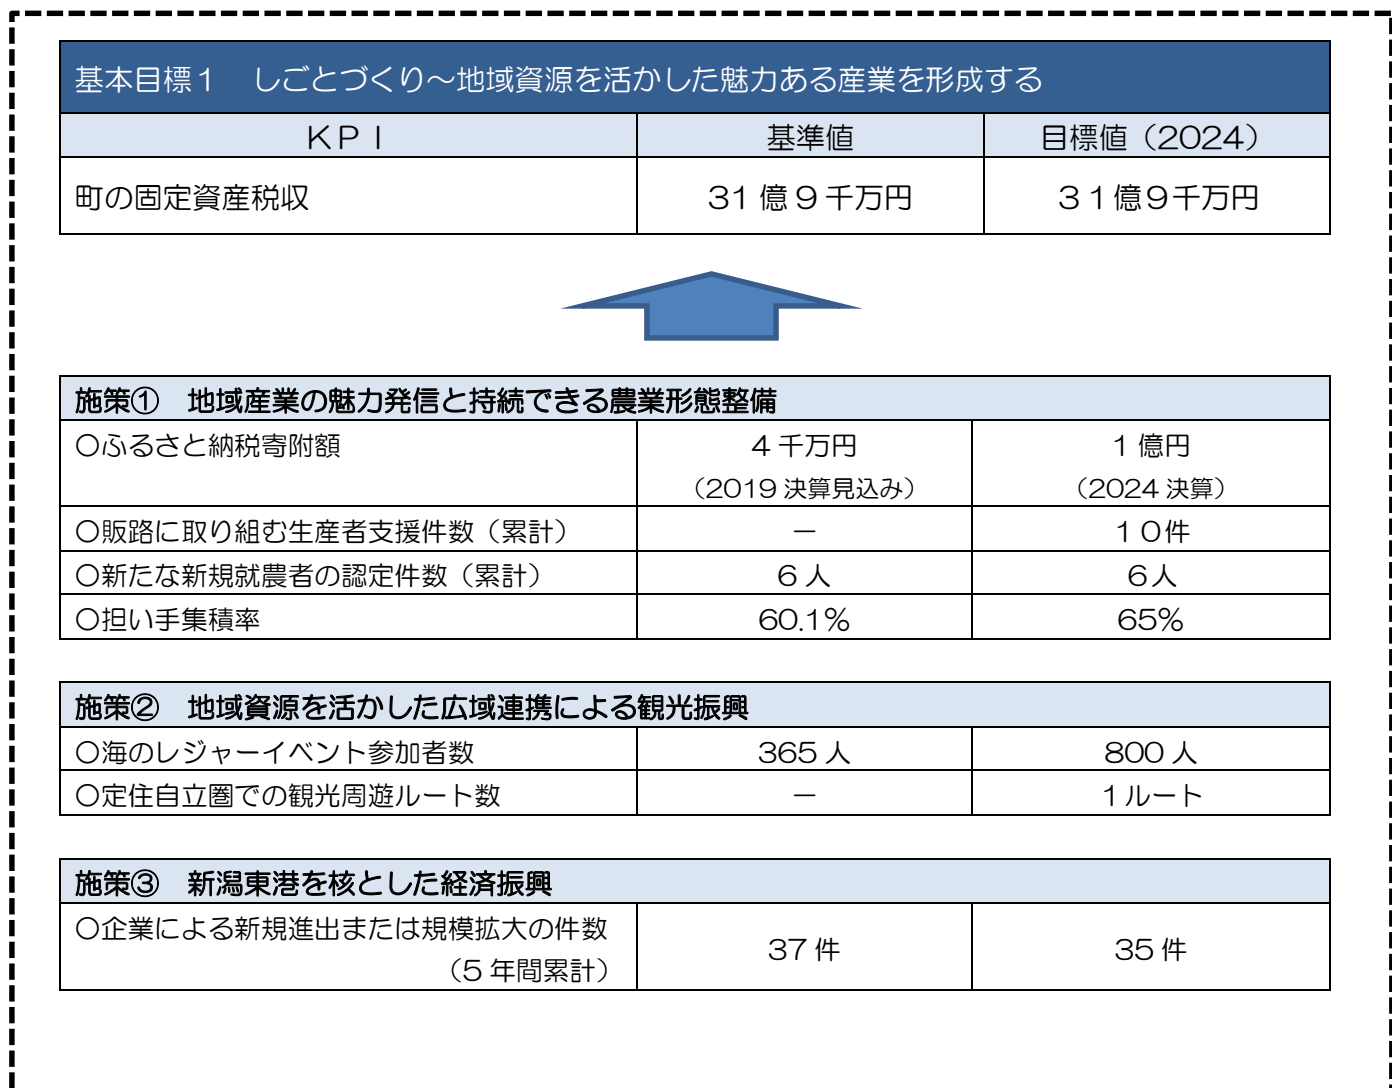 基本目標１　しごとづくり～地域資源を活かした魅力ある産業を形成する
ＫＰＩ 基準値 目標値（2024）
町の固定資産税収 31 億 9 千万円 ３１億９千万円
施策①　地域産業の魅力発信と持続できる農業形態整備
〇ふるさと納税寄附額 4 千万円 1 億円
（2019 決算見込み） （2024 決算）
〇販路に取り組む生産者支援件数（累計） － １０件
〇新たな新規就農者の認定件数（累計） 6 人 ６人
〇担い手集積率 60.1% 65%
施策②　地域資源を活かした広域連携による観光振興
〇海のレジャーイベント参加者数 365 人 800 人
〇定住自立圏での観光周遊ルート数 － １ルート
施策③　新潟東港を核とした経済振興
〇企業による新規進出または規模拡大の件数
（5 年間累計） 37 件 35 件